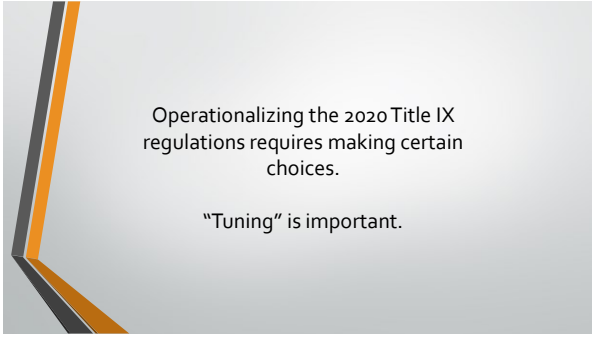 Operationalizing the 2020 Title IX
regulations requires making certain
choices.
“Tuning” is important.